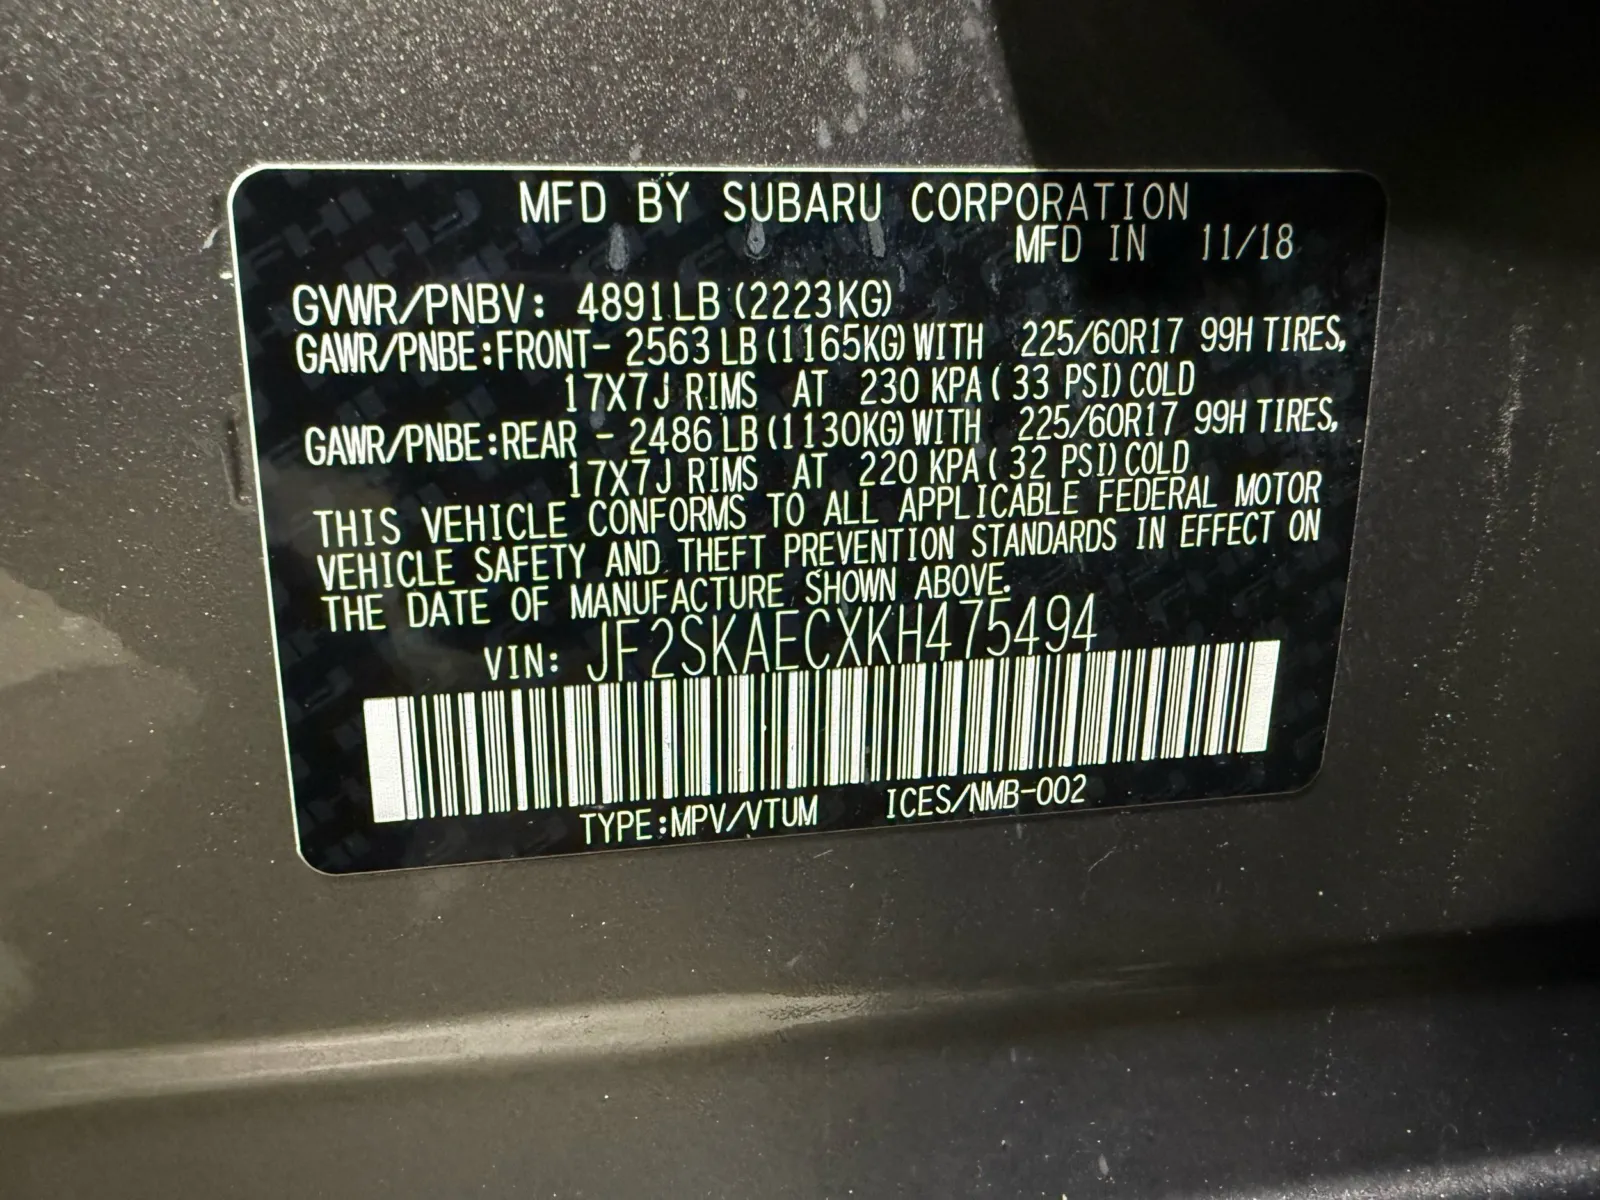 MFD BY SUBARU CORPORATION
MFD IN 11/18
GVWR/PNBV: 4891LB (2223KG)
GAWR/PNBE:FRONT- 2563 LB (1165KG) WITH 225/60R17 99H TIRES,
17X7J RIMS AT 230 KPA ( 33 PSI) COLD
GAWR/PNBE:REAR - 2486 LB (1130KG) WITH 225/60R17 99H TIRES,
17X7J RIMS AT 220 KPA ( 32 PSI) COLD
THIS VEHICLE CONFORMS TO ALL APPLICABLE FEDERAL MOTOR
VEHICLE SAFETY AND THEFT PREVENTION STANDARDS IN EFFECT ON
THE DATE OF MANUFACTURE SHOWN ABOVE.
VIN: JF2SKAECXKH475494
TYPE:MPV/VTUM ICES/NMB-002